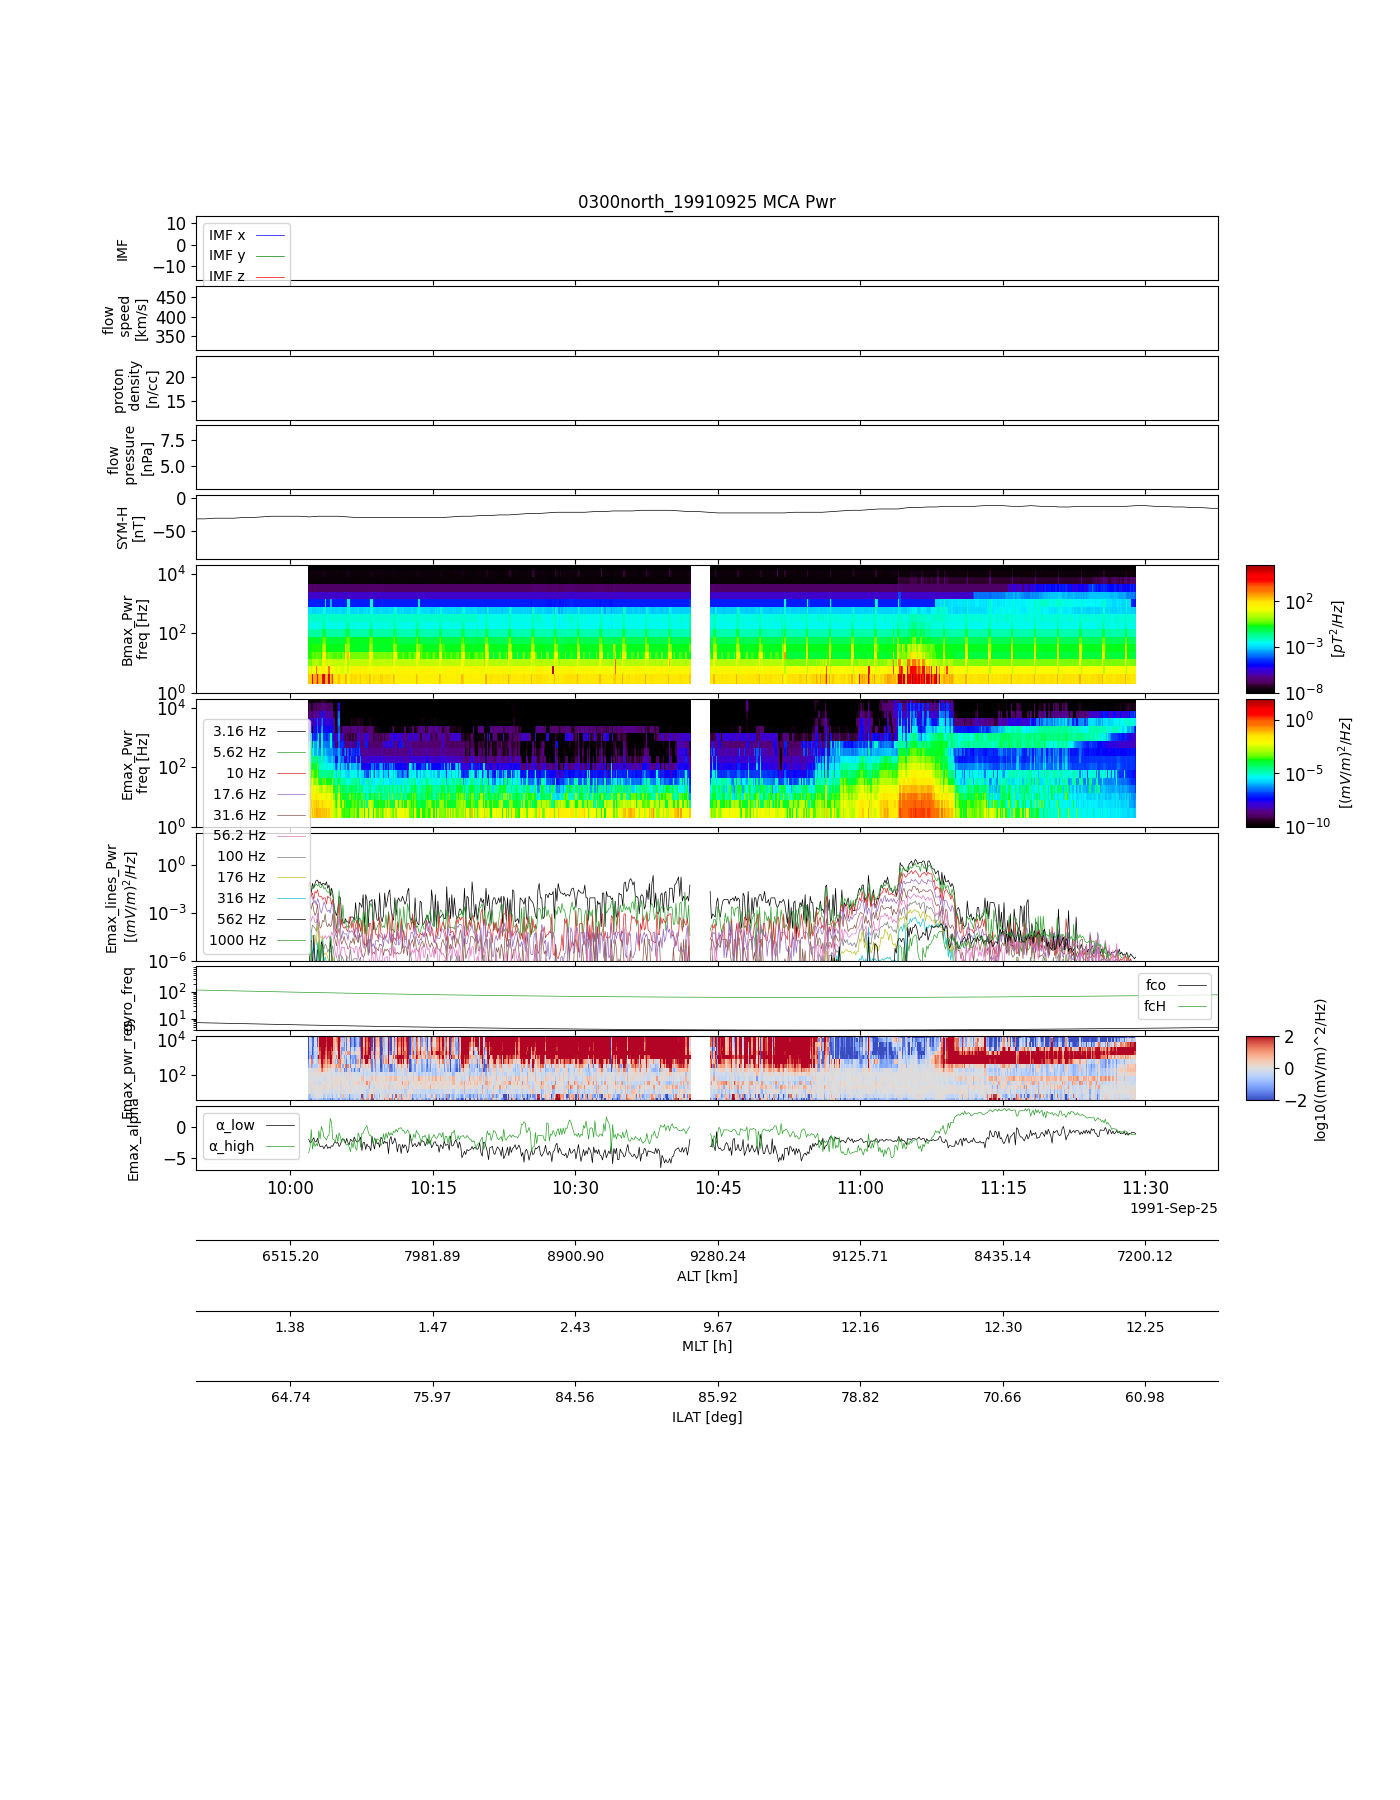 0300north_19910925 MCA Pwr
IMF
10
0
−10
IMF x
IMF y
IMF z
flow
speed
[km/s]
450
400
350
proton
density
[n/cc]
20
15
flow
pressure
[nPa]
7.5
5.0
SYM-H
[nT]
0
−50
Bmax_Pwr
freq [Hz]
10^4
10^2
10^0
10^2
10^−3
10^−8
[pT^2/Hz]
Emax_Pwr
freq [Hz]
10^4
10^2
10^0
10^0
10^−5
10^−10
[(mV/m)^2/Hz]
3.16 Hz
5.62 Hz
10 Hz
17.6 Hz
31.6 Hz
56.2 Hz
100 Hz
176 Hz
316 Hz
562 Hz
1000 Hz
Emax_lines_Pwr
[(mV/m)^2/Hz]
10^0
10^−3
10^−6
gyro_freq
10^2
10^1
fco
fcH
Emax_pwr_reg
10^4
10^2
2
0
−2
log10((mV/m)^2/Hz)
Emax_alpha
0
−5
α_low
α_high
10:00 10:15 10:30 10:45 11:00 11:15 11:30
1991-Sep-25
6515.20 7981.89 8900.90 9280.24 9125.71 8435.14 7200.12
ALT [km]
1.38 1.47 2.43 9.67 12.16 12.30 12.25
MLT [h]
64.74 75.97 84.56 85.92 78.82 70.66 60.98
ILAT [deg]